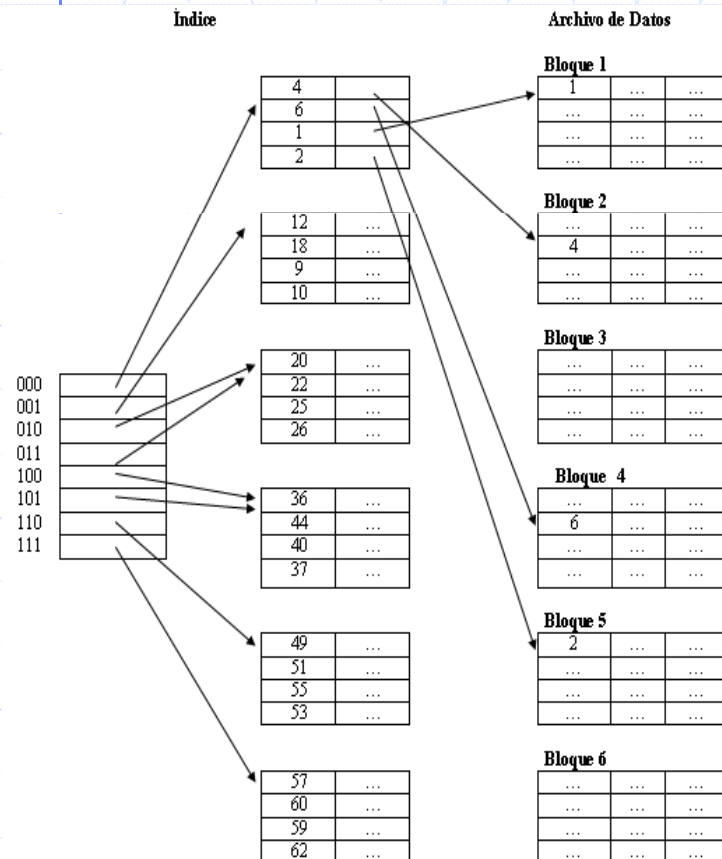 Índice Archivo de Datos
Bloque 1
4 1 ... ...
6 ... ... ...
1 ... ... ...
2 ... ... ...
Bloque 2
12 ... ... ... ...
18 ... 4 ... ...
9 ... ... ... ...
10 ... ... ... ...
Bloque 3
20 ... ... ... ...
22 ... ... ... ...
25 ... ... ... ...
26 ... ... ... ...
000
001
010
011
100
101
110
111
Bloque 4
36 ... ... ... ...
44 ... 6 ... ...
40 ... ... ... ...
37 ... ... ... ...
Bloque 5
49 ... 2 ... ...
51 ... ... ... ...
55 ... ... ... ...
53 ... ... ... ...
Bloque 6
57 ... ... ... ...
60 ... ... ... ...
59 ... ... ... ...
62 ... ... ... ...